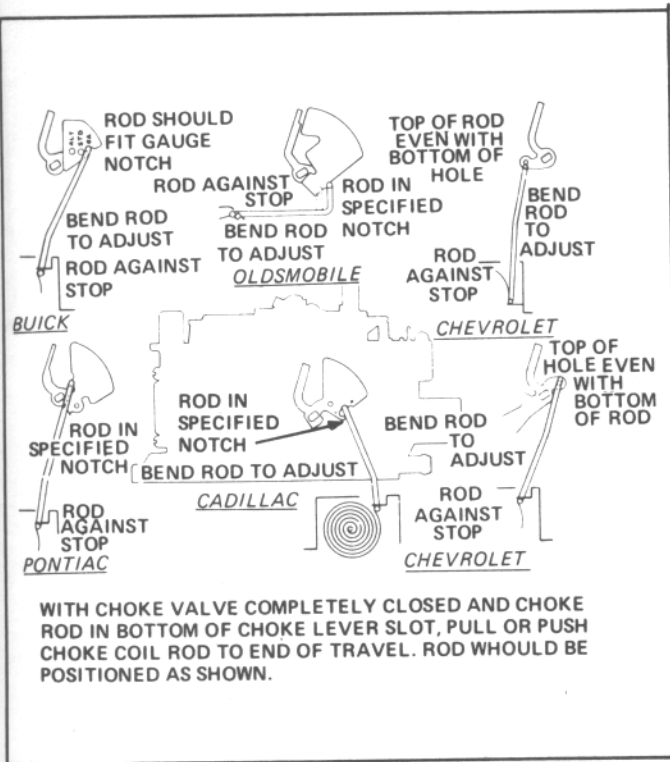 ROD SHOULD
FIT GAUGE
NOTCH
ALT
STD
BEND ROD
TO ADJUST
ROD AGAINST
STOP
BUICK
ROD AGAINST
STOP
ROD IN
SPECIFIED
NOTCH
BEND ROD
TO ADJUST
OLDSMOBILE
TOP OF ROD
EVEN WITH
BOTTOM OF
HOLE
BEND
ROD
TO
ADJUST
ROD
AGAINST
STOP
CHEVROLET
ROD IN
SPECIFIED
NOTCH
ROD
AGAINST
STOP
PONTIAC
ROD IN
SPECIFIED
NOTCH
BEND ROD TO ADJUST
CADILLAC
TOP OF
HOLE EVEN
WITH
BOTTOM
OF ROD
BEND ROD
TO
ADJUST
ROD
AGAINST
STOP
CHEVROLET
WITH CHOKE VALVE COMPLETELY CLOSED AND CHOKE
ROD IN BOTTOM OF CHOKE LEVER SLOT, PULL OR PUSH
CHOKE COIL ROD TO END OF TRAVEL. ROD WHOULD BE
POSITIONED AS SHOWN.